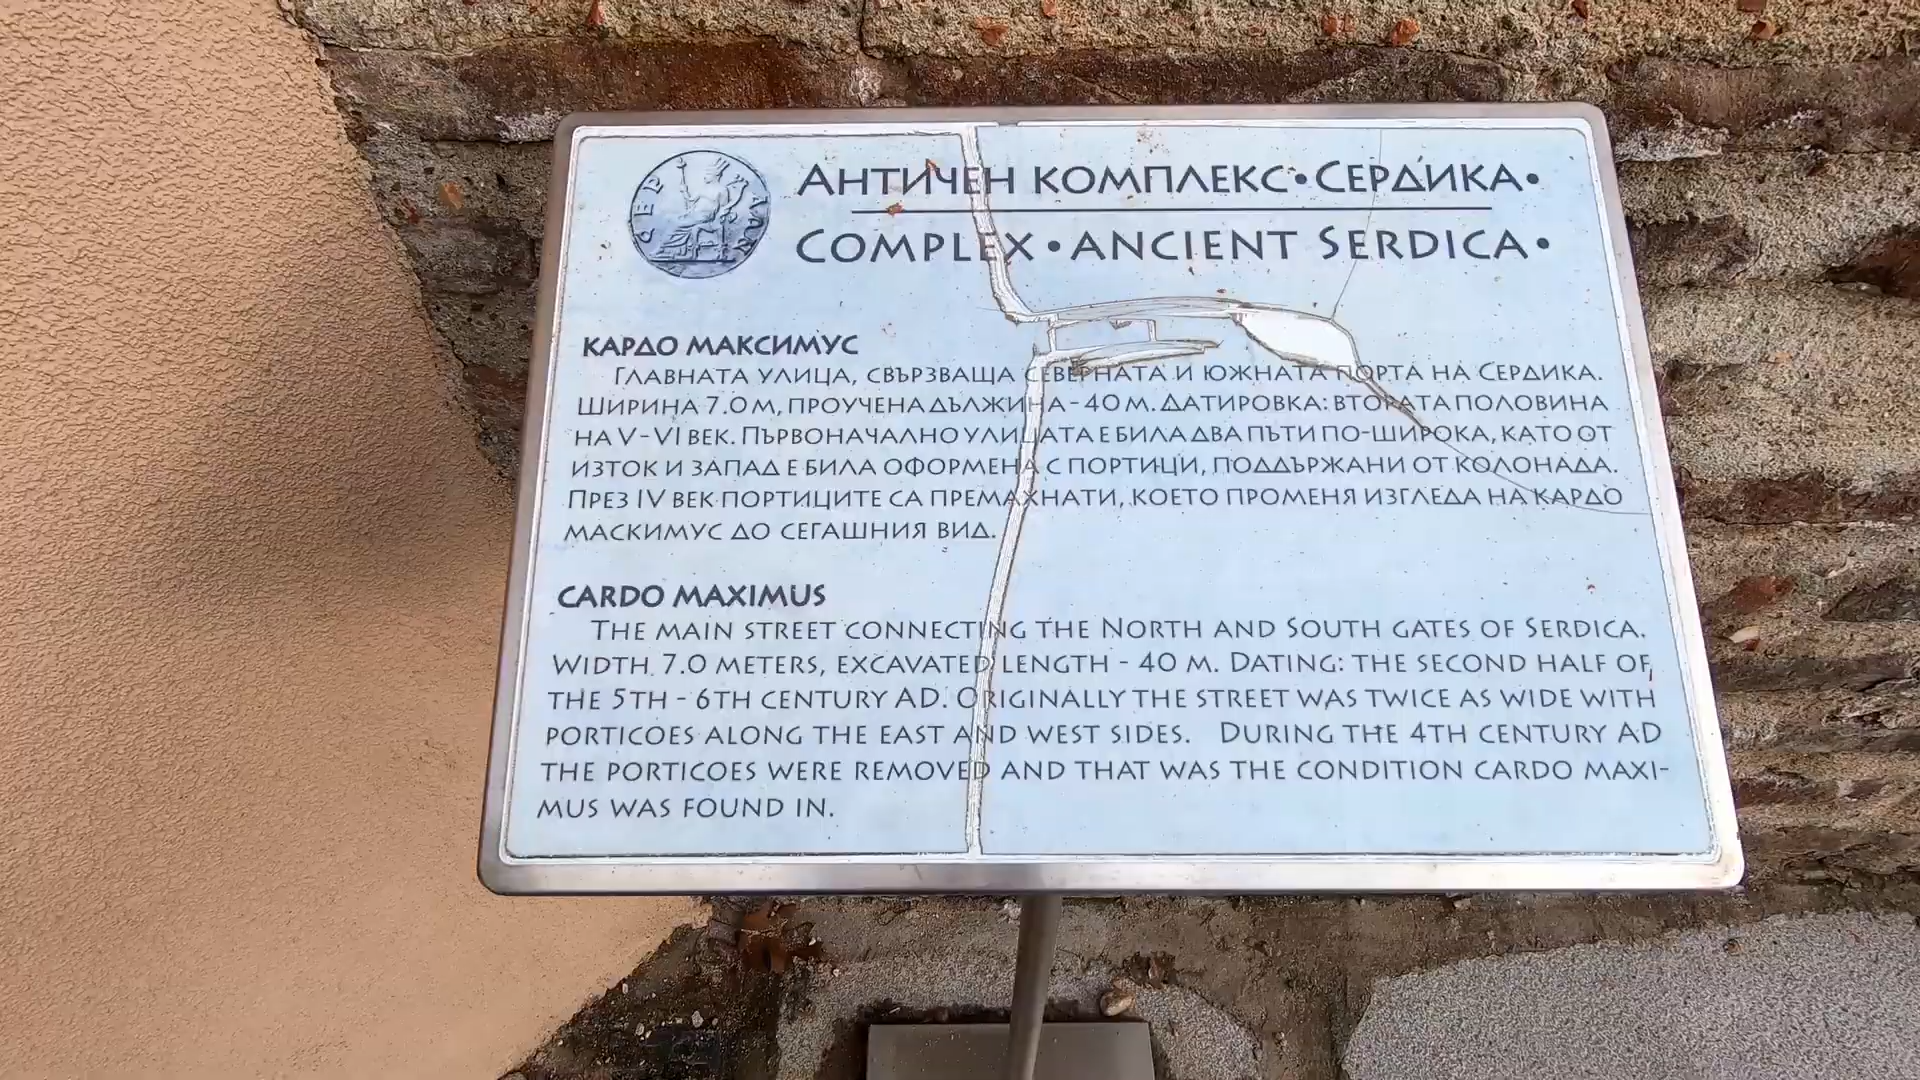 АНТИЧЕН КОМПЛЕКС•СЕРДИКА•
COMPLEX•ANCIENT SERDICA•
КАРДО МАКСИМУС
ГЛАВНАТА УЛИЦА, СВЪРЗВАЩА СЕВЕРНАТА И ЮЖНАТА ПОРТА НА СЕРДИКА.
ШИРИНА 7.0 М, ПРОУЧЕНА ДЪЛЖИНА - 40 М. ДАТИРОВКА: ВТОРАТА ПОЛОВИНА
НА V - VI ВЕК. ПЪРВОНАЧАЛНО УЛИЦАТА Е БИЛА ДВА ПЪТИ ПО-ШИРОКА, КАТО ОТ
ИЗТОК И ЗАПАД Е БИЛА ОФОРМЕНА С ПОРТИЦИ, ПОДДЪРЖАНИ ОТ КОЛОНАДА.
ПРЕЗ IV ВЕК ПОРТИЦИТЕ СА ПРЕМАХНАТИ, КОЕТО ПРОМЕНЯ ИЗГЛЕДА НА КАРДО
МАСКИМУС ДО СЕГАШНИЯ ВИД.
CARDO MAXIMUS
THE MAIN STREET CONNECTING THE NORTH AND SOUTH GATES OF SERDICA.
WIDTH 7.0 METERS, EXCAVATED LENGTH - 40 M. DATING: THE SECOND HALF OF
THE 5TH - 6TH CENTURY AD. ORIGINALLY THE STREET WAS TWICE AS WIDE WITH
PORTICOES ALONG THE EAST AND WEST SIDES. DURING THE 4TH CENTURY AD
THE PORTICOES WERE REMOVED AND THAT WAS THE CONDITION CARDO MAXI-
MUS WAS FOUND IN.